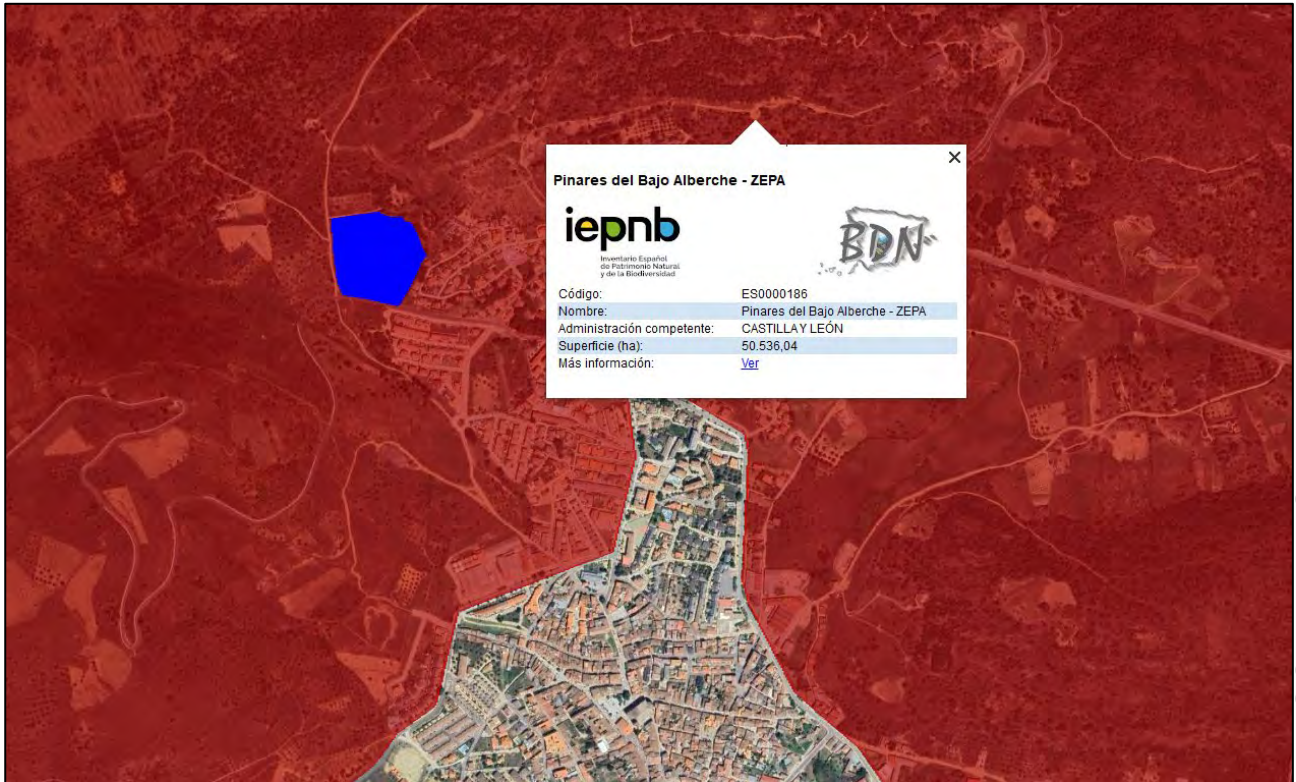 Pinares del Bajo Alberche - ZEPA
iepnb
Inventario Español
de Patrimonio Natural
y de la Biodiversidad
BDN
Código: ES0000186
Nombre: Pinares del Bajo Alberche - ZEPA
Administración competente: CASTILLA Y LEÓN
Superficie (ha): 50.536,04
Más información: Ver